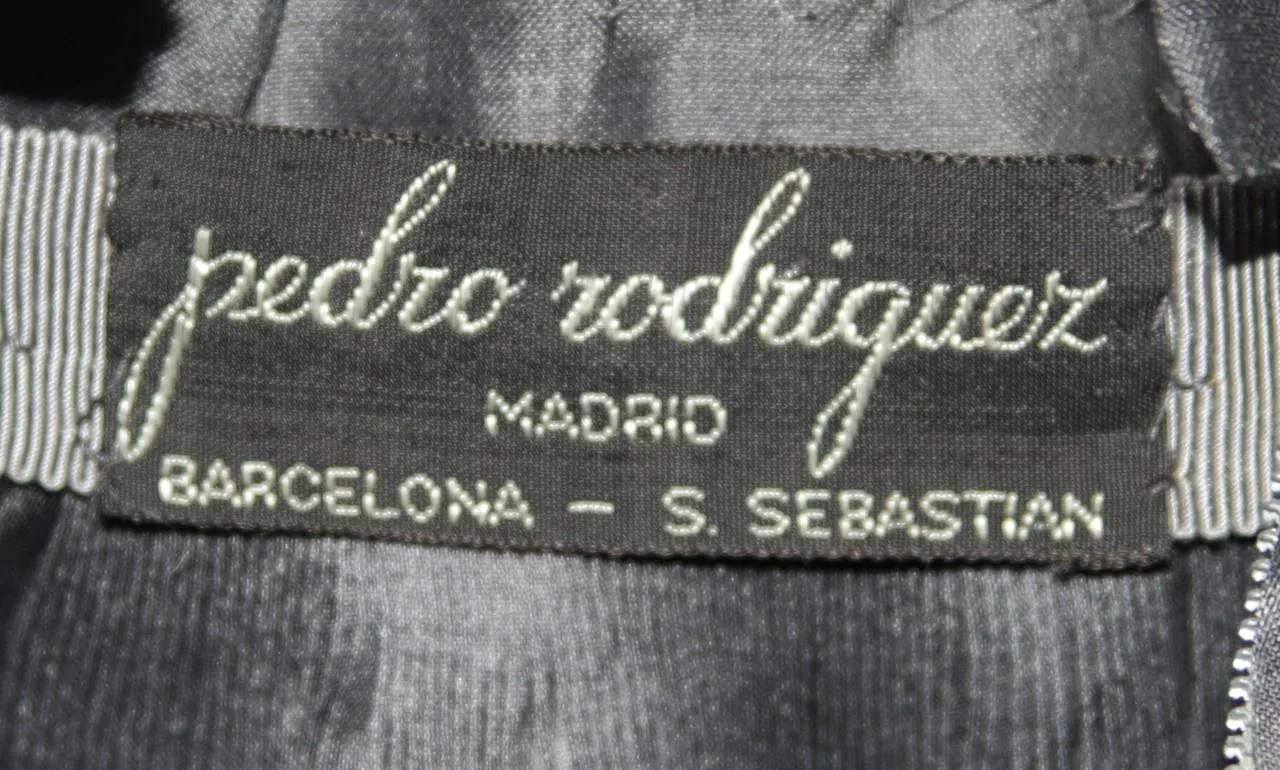 pedro rodriguez
MADRID
BARCELONA — S. SEBASTIAN